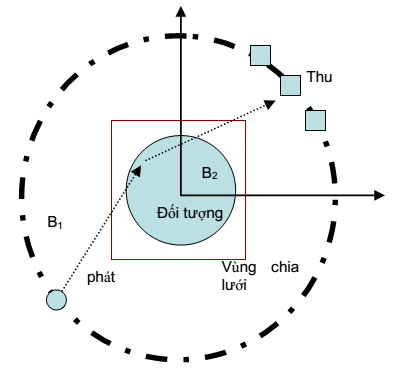 Thu
B₂
Đối tượng
B₁
phát
Vùng chia
lưới